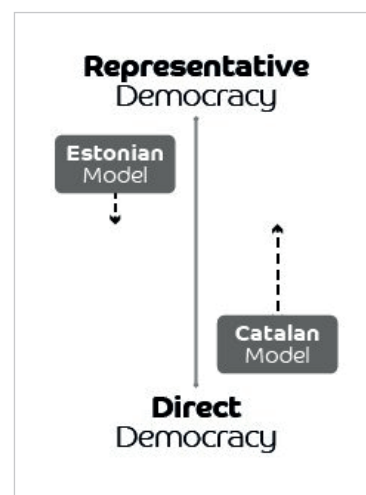 Representative
Democracy
Estonian
Model
Catalan
Model
Direct
Democracy